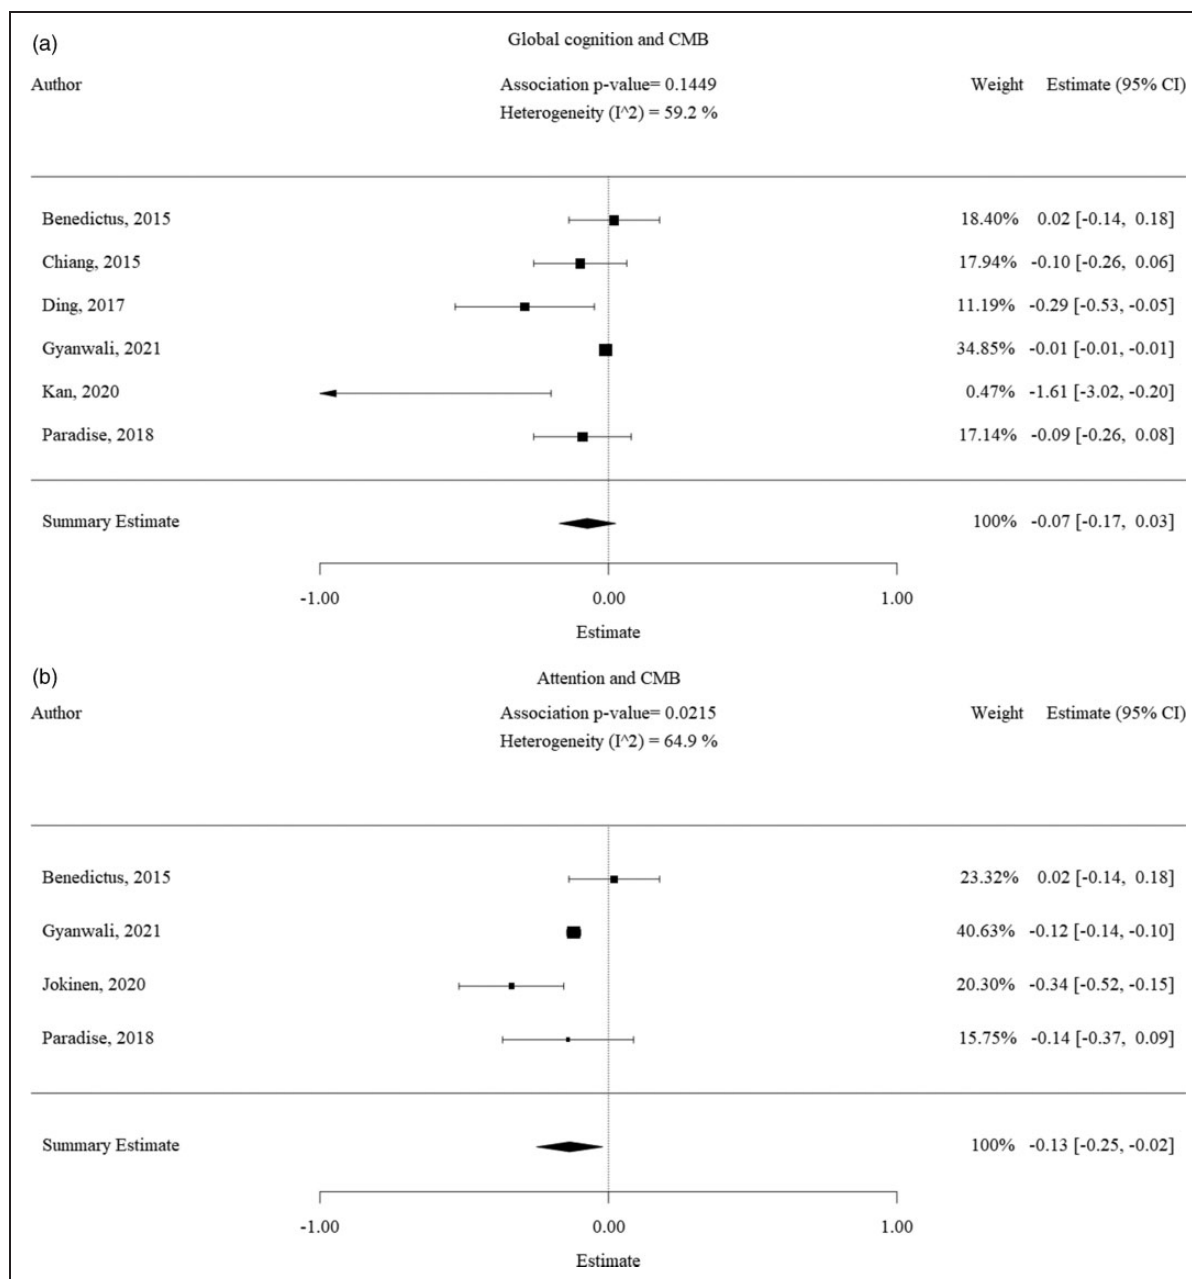 (a)
Global cognition and CMB
Author Association p-value= 0.1449 Weight Estimate (95% CI)
Heterogeneity (I^2) = 59.2 %
Benedictus, 2015 18.40% 0.02 [-0.14, 0.18]
Chiang, 2015 17.94% -0.10 [-0.26, 0.06]
Ding, 2017 11.19% -0.29 [-0.53, -0.05]
Gyanwali, 2021 34.85% -0.01 [-0.01, -0.01]
Kan, 2020 0.47% -1.61 [-3.02, -0.20]
Paradise, 2018 17.14% -0.09 [-0.26, 0.08]
Summary Estimate 100% -0.07 [-0.17, 0.03]
-1.00 0.00 1.00
Estimate
(b)
Attention and CMB
Author Association p-value= 0.0215 Weight Estimate (95% CI)
Heterogeneity (I^2) = 64.9 %
Benedictus, 2015 23.32% 0.02 [-0.14, 0.18]
Gyanwali, 2021 40.63% -0.12 [-0.14, -0.10]
Jokinen, 2020 20.30% -0.34 [-0.52, -0.15]
Paradise, 2018 15.75% -0.14 [-0.37, 0.09]
Summary Estimate 100% -0.13 [-0.25, -0.02]
-1.00 0.00 1.00
Estimate